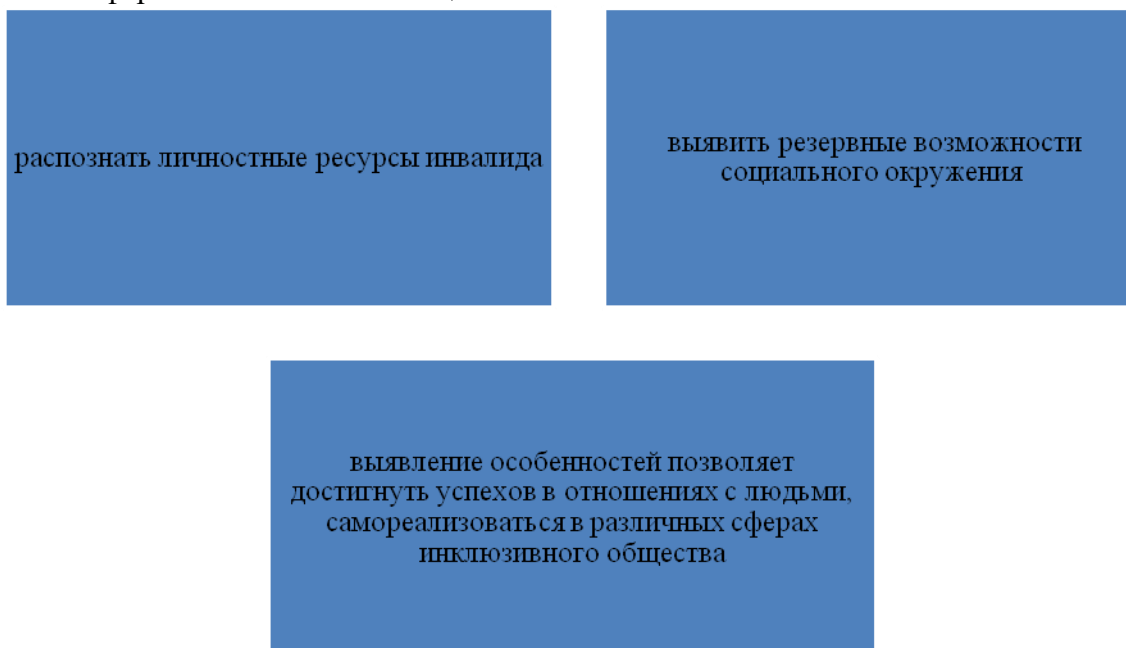 распознать личностные ресурсы инвалида
выявить резервные возможности
социального окружения
выявление особенностей позволяет
достигнуть успехов в отношениях с людьми,
самореализоваться в различных сферах
инклюзивного общества